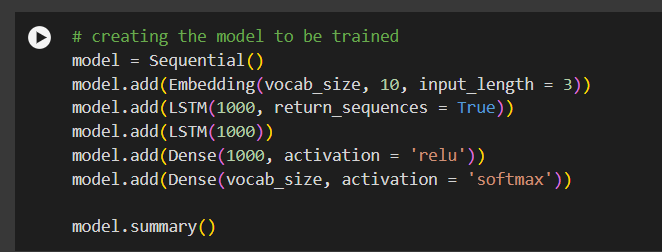 # creating the model to be trained
model = Sequential()
model.add(Embedding(vocab_size, 10, input_length = 3))
model.add(LSTM(1000, return_sequences = True))
model.add(LSTM(1000))
model.add(Dense(1000, activation = 'relu'))
model.add(Dense(vocab_size, activation = 'softmax'))
model.summary()